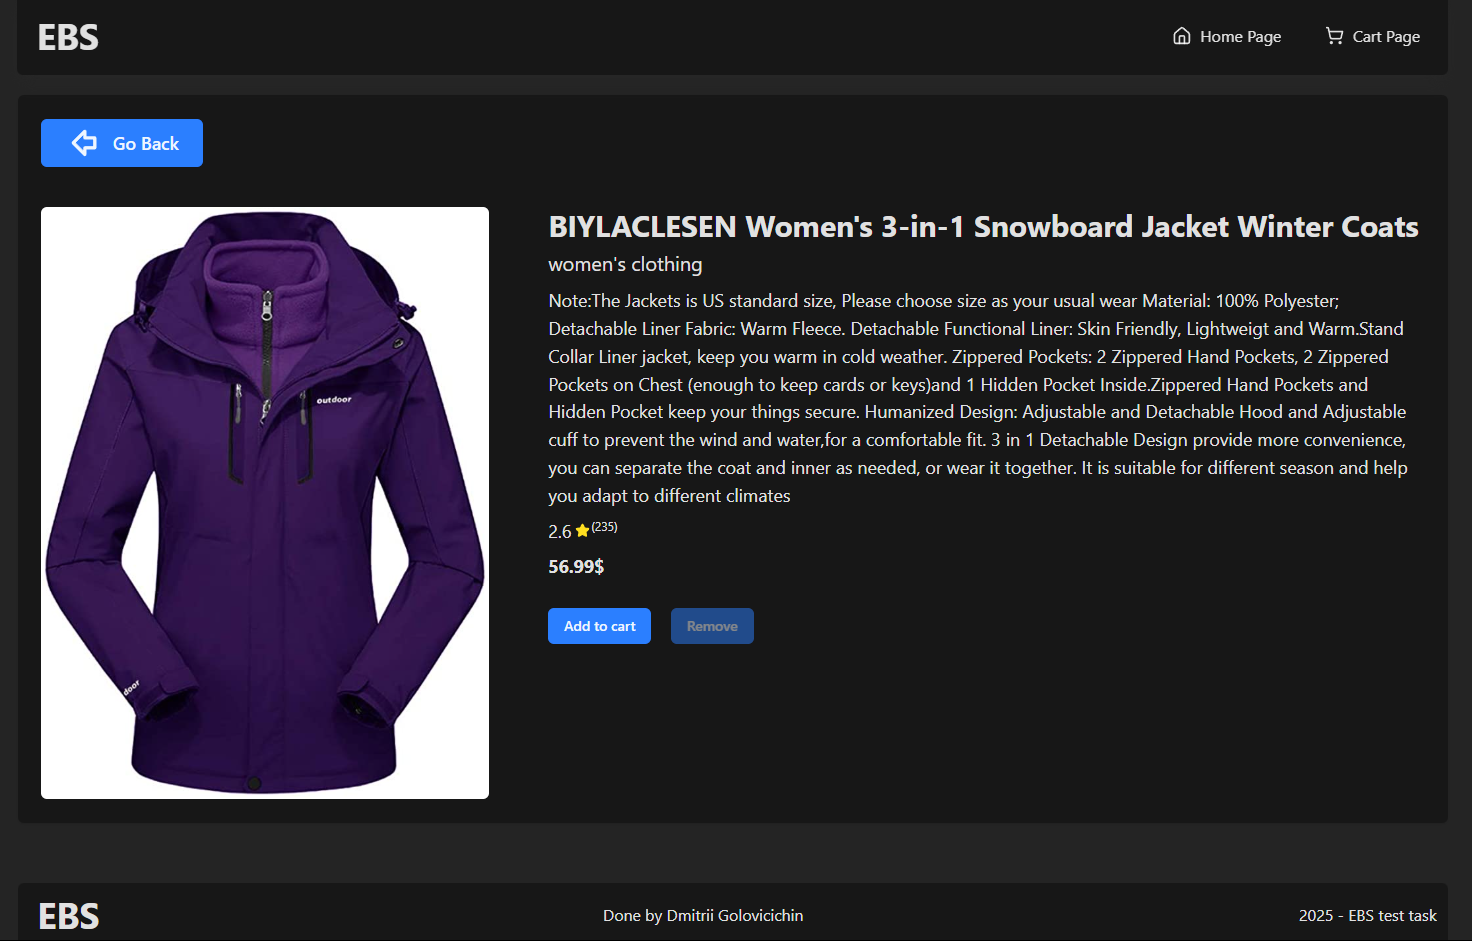 EBS
Home Page
Cart Page
Go Back
outdoor
door
BIYLACLESEN Women's 3-in-1 Snowboard Jacket Winter Coats
women's clothing
Note:The Jackets is US standard size, Please choose size as your usual wear Material: 100% Polyester;
Detachable Liner Fabric: Warm Fleece. Detachable Functional Liner: Skin Friendly, Lightweigt and Warm.Stand
Collar Liner jacket, keep you warm in cold weather. Zippered Pockets: 2 Zippered Hand Pockets, 2 Zippered
Pockets on Chest (enough to keep cards or keys)and 1 Hidden Pocket Inside.Zippered Hand Pockets and
Hidden Pocket keep your things secure. Humanized Design: Adjustable and Detachable Hood and Adjustable
cuff to prevent the wind and water,for a comfortable fit. 3 in 1 Detachable Design provide more convenience,
you can separate the coat and inner as needed, or wear it together. It is suitable for different season and help
you adapt to different climates
2.6 (235)
56.99$
Add to cart
Remove
EBS
Done by Dmitrii Golovicichin
2025 - EBS test task